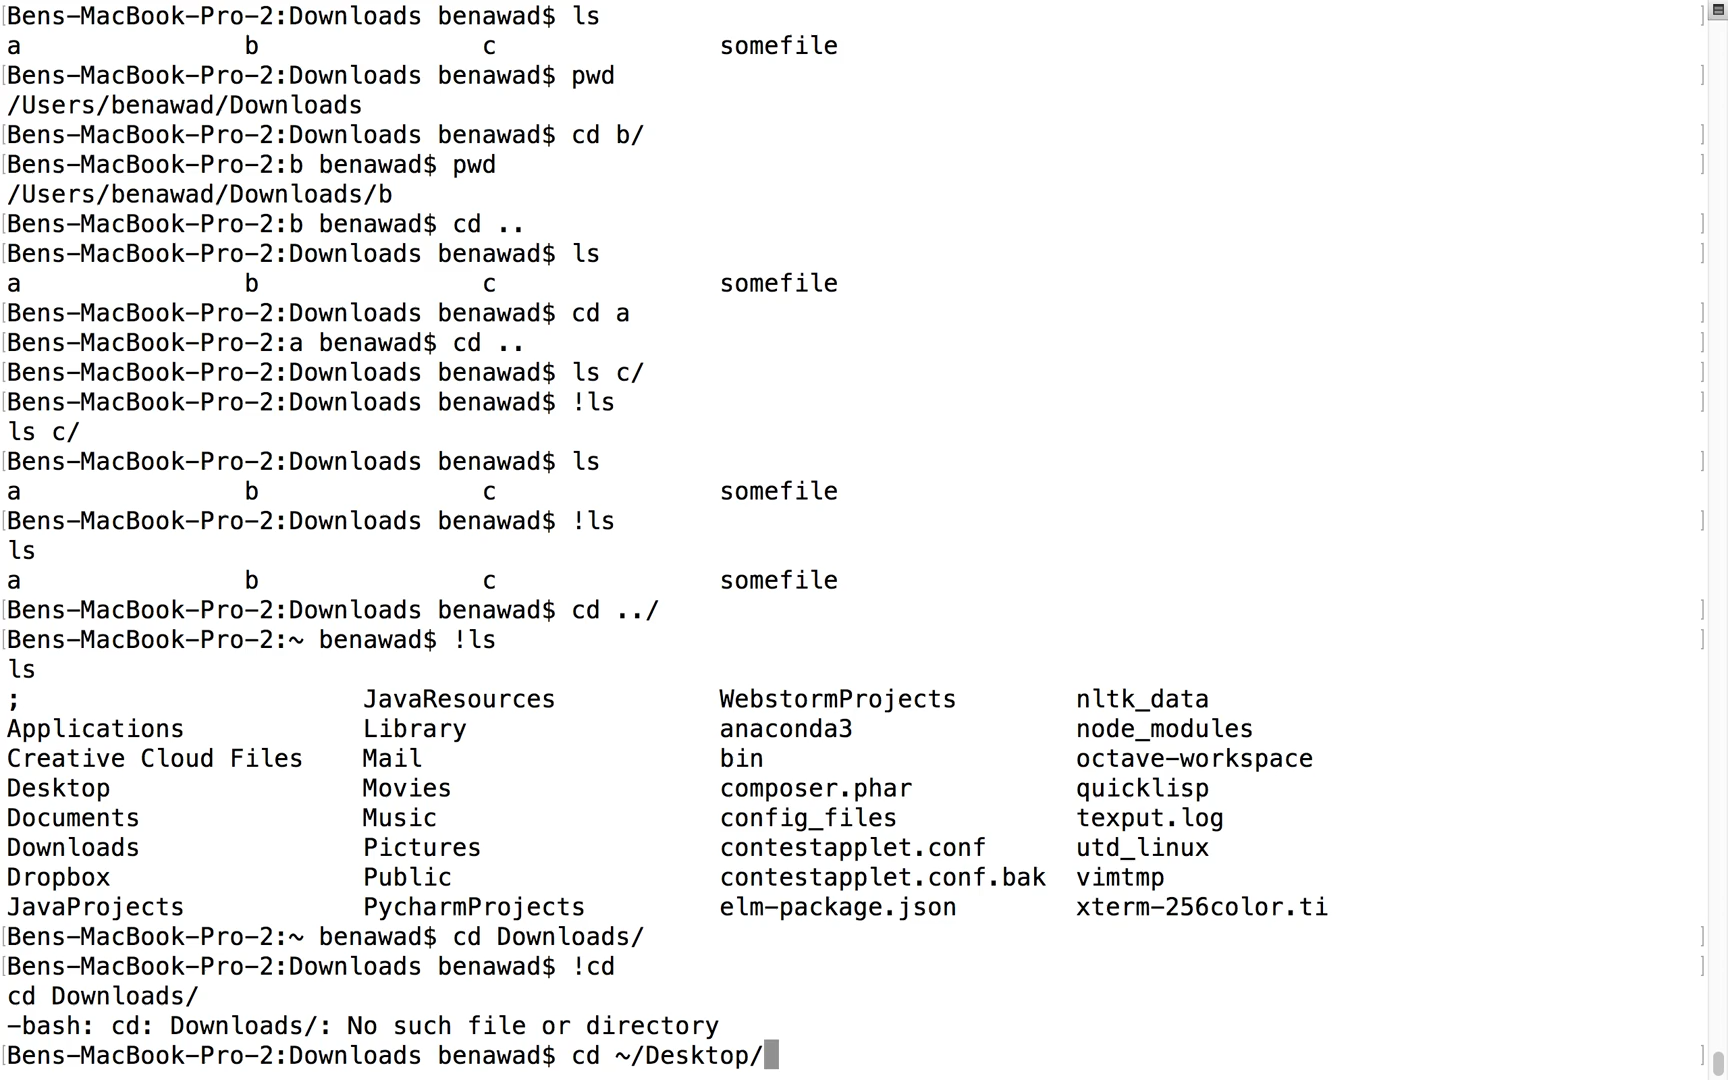 Bens-MacBook-Pro-2:Downloads benawad$ ls
a b c somefile
Bens-MacBook-Pro-2:Downloads benawad$ pwd
/Users/benawad/Downloads
Bens-MacBook-Pro-2:Downloads benawad$ cd b/
Bens-MacBook-Pro-2:b benawad$ pwd
/Users/benawad/Downloads/b
Bens-MacBook-Pro-2:b benawad$ cd ..
Bens-MacBook-Pro-2:Downloads benawad$ ls
a b c somefile
Bens-MacBook-Pro-2:Downloads benawad$ cd a
Bens-MacBook-Pro-2:a benawad$ cd ..
Bens-MacBook-Pro-2:Downloads benawad$ ls c/
Bens-MacBook-Pro-2:Downloads benawad$ !ls
ls c/
Bens-MacBook-Pro-2:Downloads benawad$ ls
a b c somefile
Bens-MacBook-Pro-2:Downloads benawad$ !ls
ls
a b c somefile
Bens-MacBook-Pro-2:Downloads benawad$ cd ../
Bens-MacBook-Pro-2:~ benawad$ !ls
ls
; JavaResources WebstormProjects nltk_data
Applications Library anaconda3 node_modules
Creative Cloud Files Mail bin octave-workspace
Desktop Movies composer.phar quicklisp
Documents Music config_files texput.log
Downloads Pictures contestapplet.conf utd_linux
Dropbox Public contestapplet.conf.bak vimtmp
JavaProjects PycharmProjects elm-package.json xterm-256color.ti
Bens-MacBook-Pro-2:~ benawad$ cd Downloads/
Bens-MacBook-Pro-2:Downloads benawad$ !cd
cd Downloads/
-bash: cd: Downloads/: No such file or directory
Bens-MacBook-Pro-2:Downloads benawad$ cd ~/Desktop/